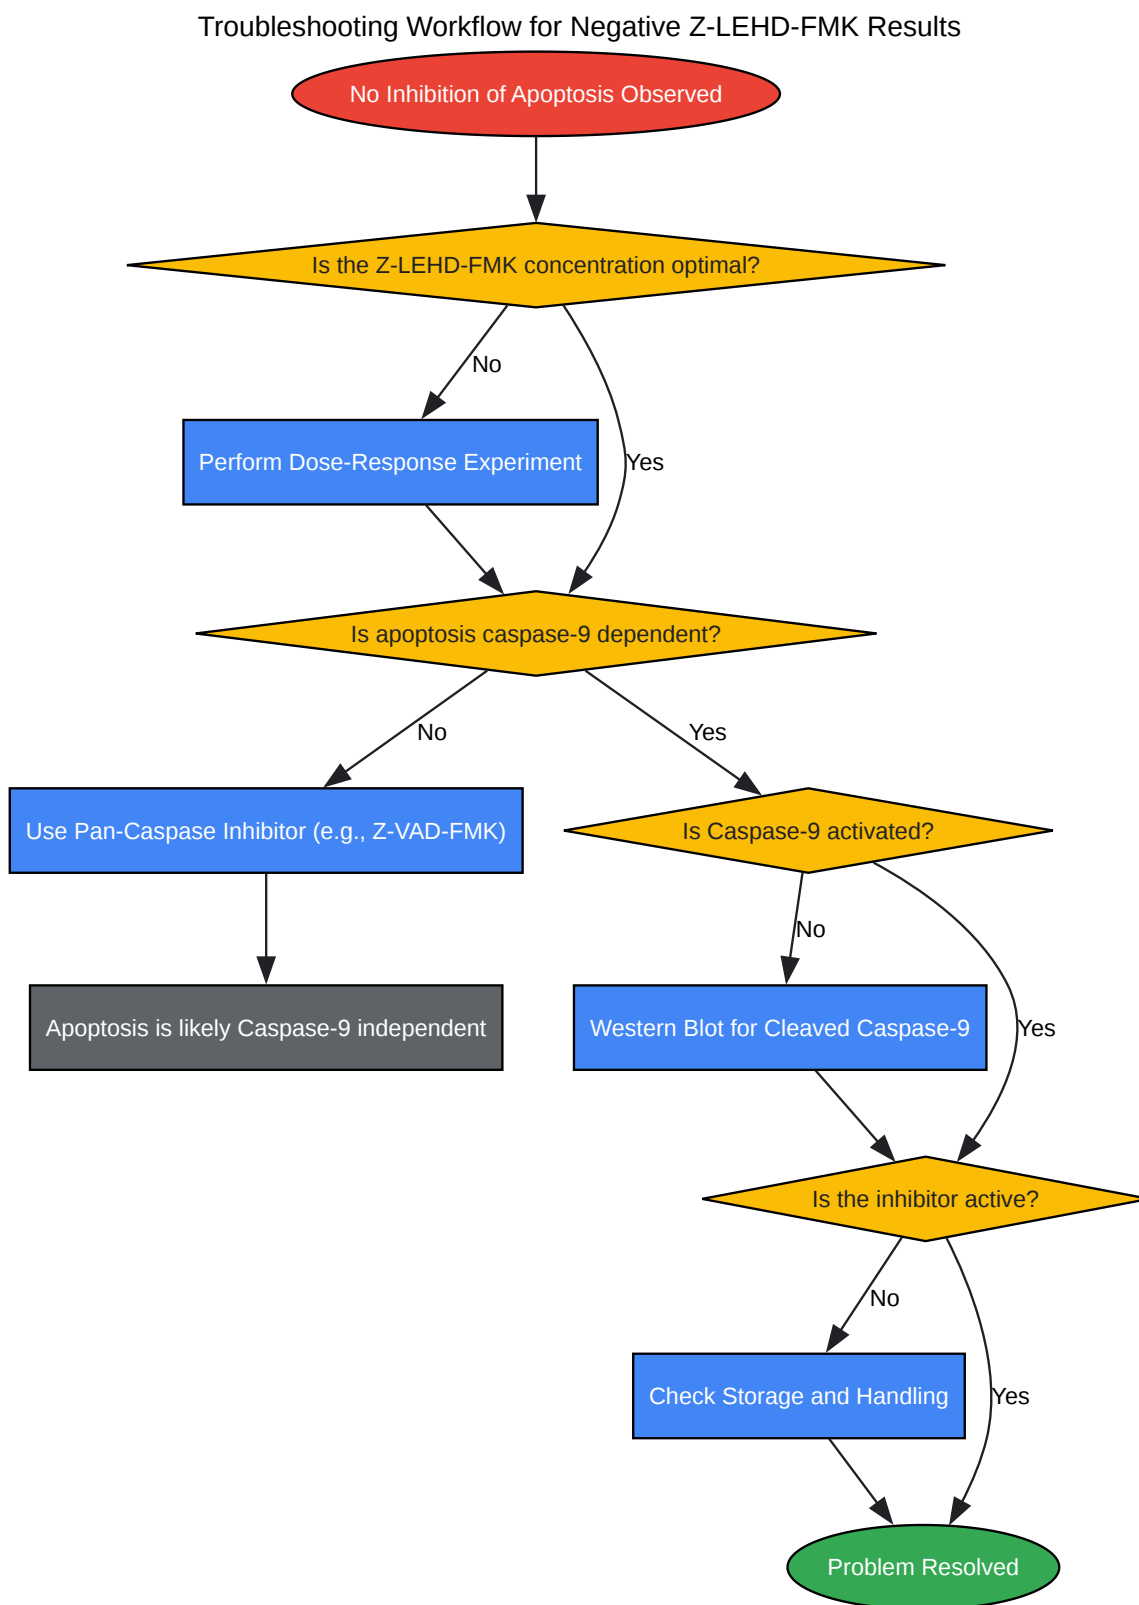 Troubleshooting Workflow for Negative Z-LEHD-FMK Results
No Inhibition of Apoptosis Observed
Is the Z-LEHD-FMK concentration optimal?
No
Perform Dose-Response Experiment
Yes
Is apoptosis caspase-9 dependent?
No
Yes
Use Pan-Caspase Inhibitor (e.g., Z-VAD-FMK)
Is Caspase-9 activated?
No
Apoptosis is likely Caspase-9 independent
Western Blot for Cleaved Caspase-9
Yes
Is the inhibitor active?
No
Check Storage and Handling
Yes
Problem Resolved